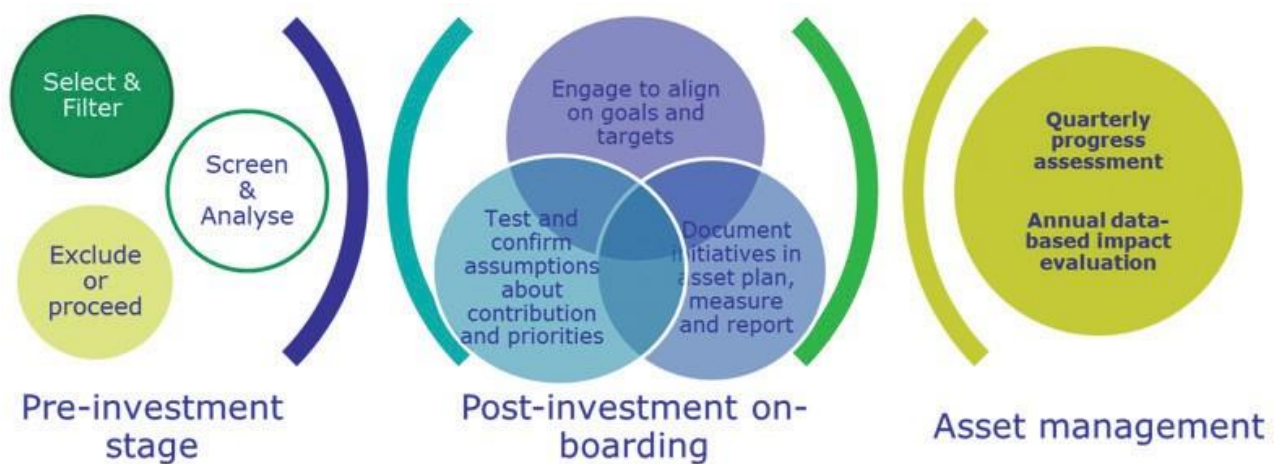 Select &
Filter
Screen
&
Analyse
Exclude
or
proceed
Pre-investment
stage
Engage to align
on goals and
targets
Test and
confirm
assumptions
about
contribution
and priorities
Document
initiatives in
asset plan,
measure
and report
Post-investment on-
boarding
Quarterly
progress
assessment
Annual data-
based impact
evaluation
Asset management